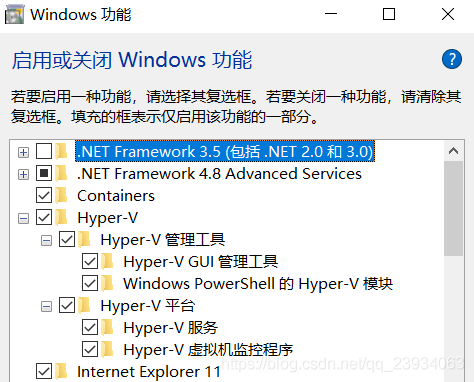 Windows 功能
启用或关闭 Windows 功能
?
若要启用一种功能，请选择其复选框。若要关闭一种功能，请清除其
复选框。填充的框表示仅启用该功能的一部分。
.NET Framework 3.5 (包括 .NET 2.0 和 3.0)
.NET Framework 4.8 Advanced Services
Containers
Hyper-V
Hyper-V 管理工具
Hyper-V GUI 管理工具
Windows PowerShell 的 Hyper-V 模块
Hyper-V 平台
Hyper-V 服务
Hyper-V 虚拟机监控程序
Internet Explorer 11
https://blog.csdn.net/qq_23934063